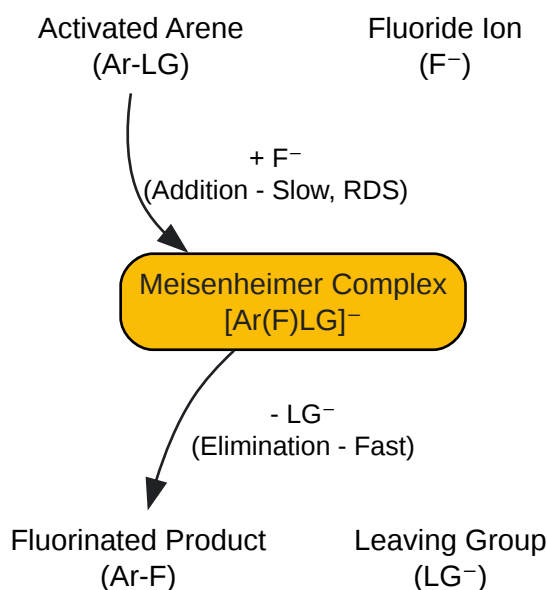 Activated Arene
(Ar-LG)
Fluoride Ion
(F⁻)
+ F⁻
(Addition - Slow, RDS)
Meisenheimer Complex
[Ar(F)LG]⁻
- LG⁻
(Elimination - Fast)
Fluorinated Product
(Ar-F)
Leaving Group
(LG⁻)